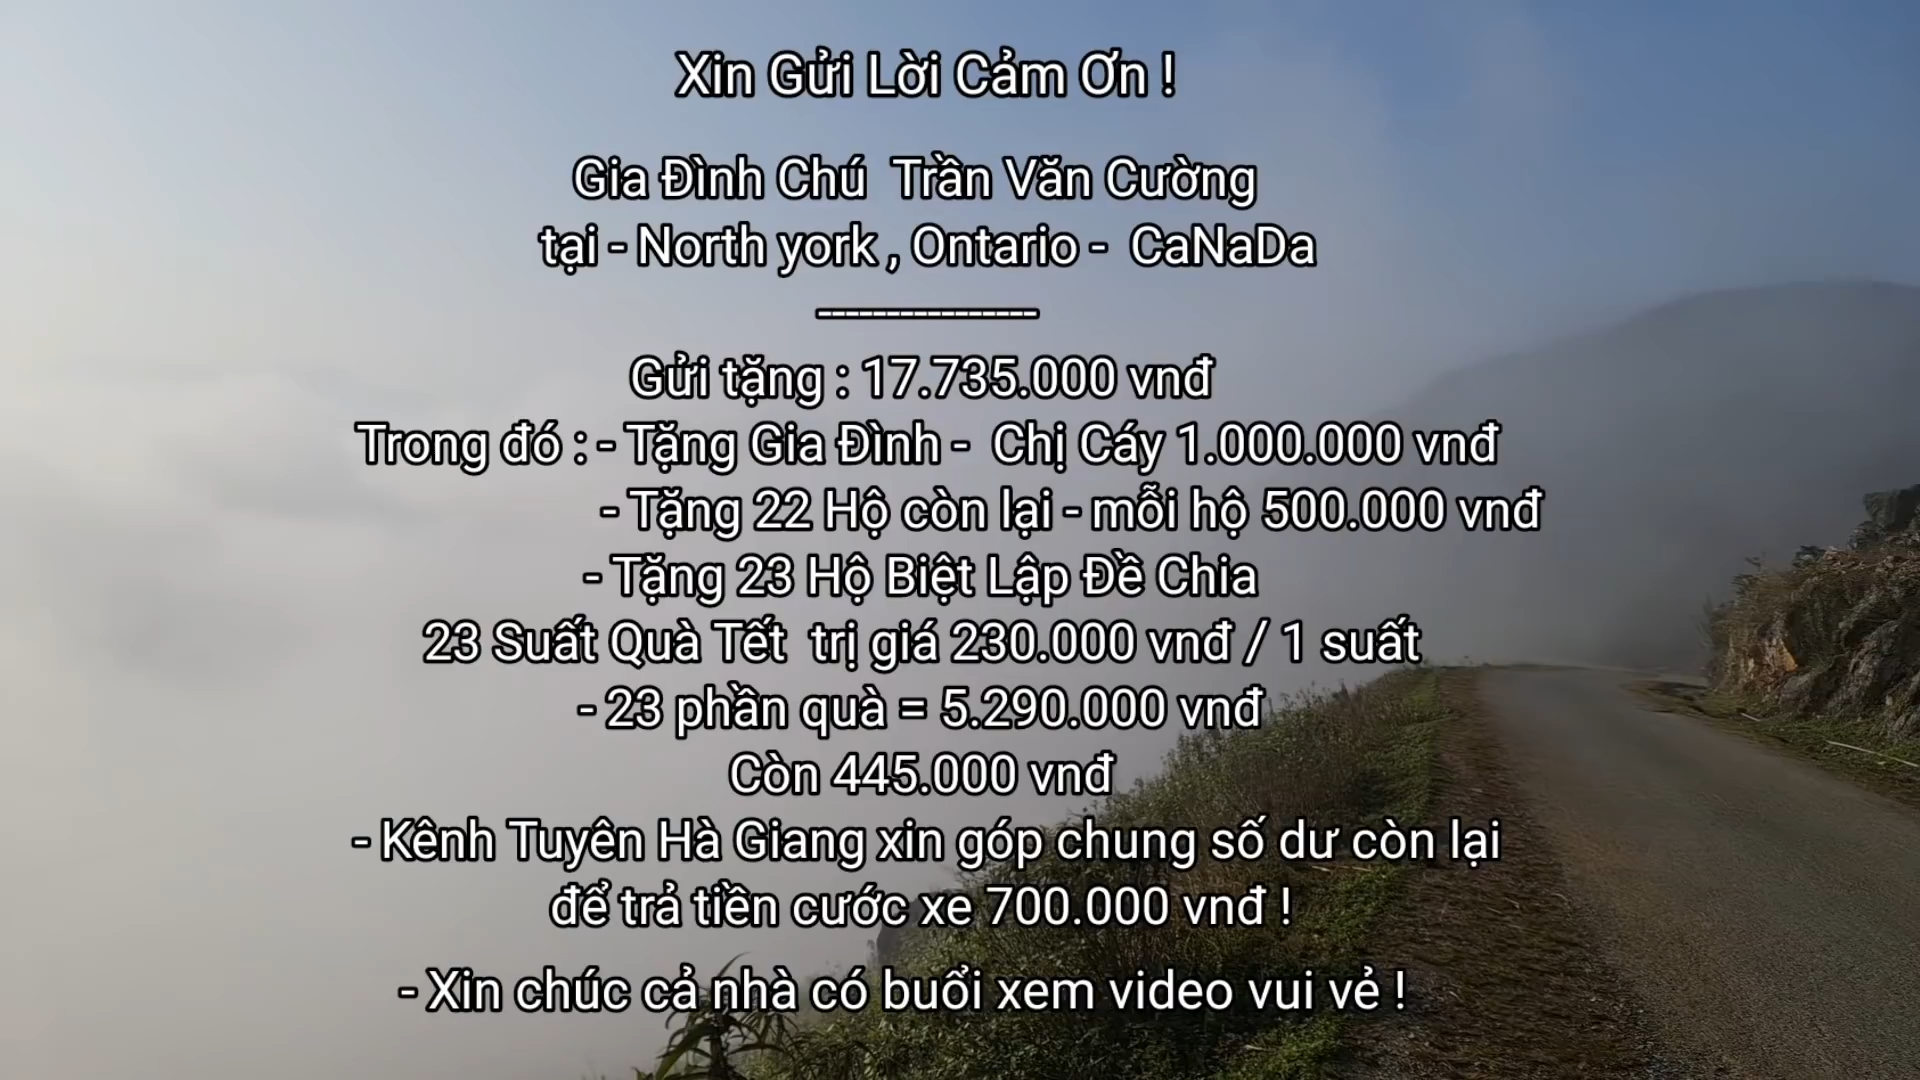 Xin Gửi Lời Cảm Ơn !
Gia Đình Chú Trần Văn Cường
tại - North york , Ontario - CaNaDa
----------------
Gửi tặng : 17.735.000 vnđ
Trong đó : - Tặng Gia Đình - Chị Cáy 1.000.000 vnđ
- Tặng 22 Hộ còn lại - mỗi hộ 500.000 vnđ
- Tặng 23 Hộ Biệt Lập Đề Chia
23 Suất Quà Tết trị giá 230.000 vnđ / 1 suất
- 23 phần quà = 5.290.000 vnđ
Còn 445.000 vnđ
- Kênh Tuyên Hà Giang xin góp chung số dư còn lại
để trả tiền cước xe 700.000 vnđ !
- Xin chúc cả nhà có buổi xem video vui vẻ !